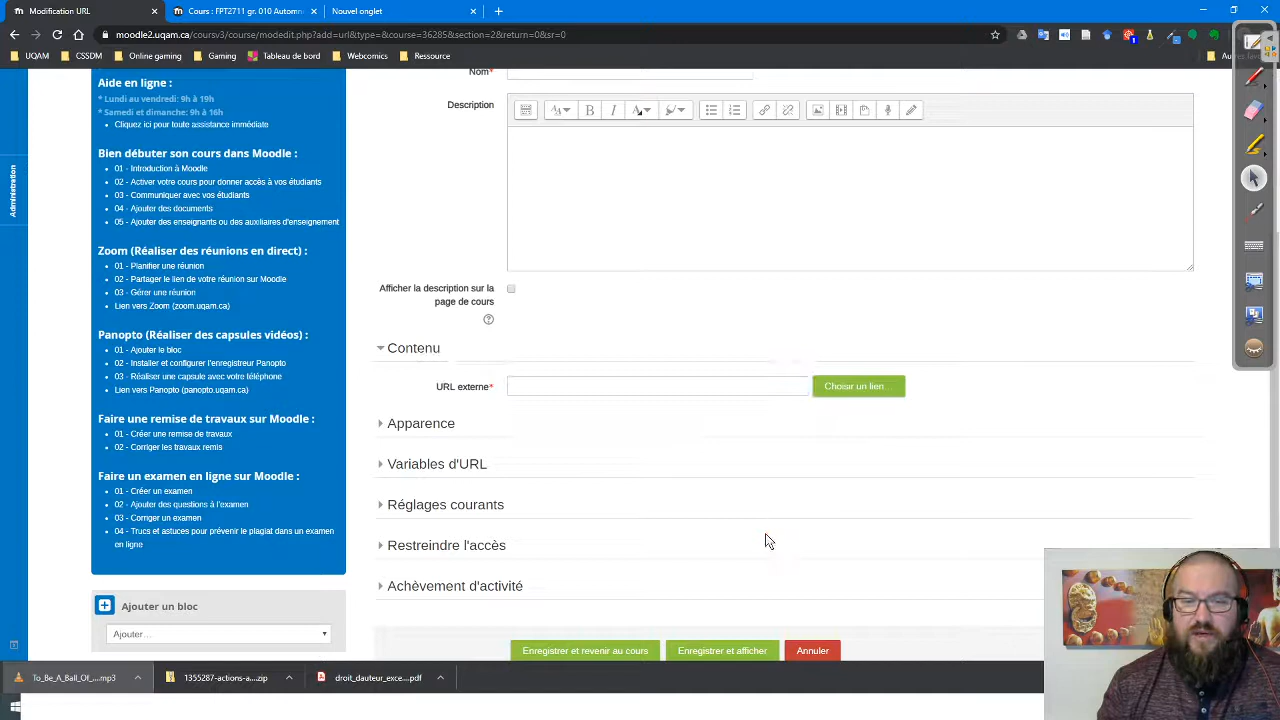 Modification URL
Cours : FPT2711 gr. 010 Automn
Nouvel onglet
moodle2.uqam.ca/coursv3/course/modedit.php?add=url&type=&course=36285&section=2&return=0&sr=0
UQAM
CSSDM
Online gaming
Gaming
Tableau de bord
Webcomics
Ressource
Autres favo
Administration
Aide en ligne :
* Lundi au vendredi: 9h à 19h
* Samedi et dimanche: 9h à 16h
Cliquez ici pour toute assistance immédiate
Bien débuter son cours dans Moodle :
01 - Introduction à Moodle
02 - Activer votre cours pour donner accès à vos étudiants
03 - Communiquer avec vos étudiants
04 - Ajouter des documents
05 - Ajouter des enseignants ou des auxiliaires d'enseignement
Zoom (Réaliser des réunions en direct) :
01 - Planifier une réunion
02 - Partager le lien de votre réunion sur Moodle
03 - Gérer une réunion
Lien vers Zoom (zoom.uqam.ca)
Panopto (Réaliser des capsules vidéos) :
01 - Ajouter le bloc
02 - Installer et configurer l'enregistreur Panopto
03 - Réaliser une capsule avec votre téléphone
Lien vers Panopto (panopto.uqam.ca)
Faire une remise de travaux sur Moodle :
01 - Créer une remise de travaux
02 - Corriger les travaux remis
Faire un examen en ligne sur Moodle :
01 - Créer un examen
02 - Ajouter des questions à l'examen
03 - Corriger un examen
04 - Trucs et astuces pour prévenir le plagiat dans un examen
en ligne
Ajouter un bloc
Ajouter...
Nom*
Description
Afficher la description sur la
page de cours
Contenu
URL externe*
Choisir un lien...
Apparence
Variables d'URL
Réglages courants
Restreindre l'accès
Achèvement d'activité
Enregistrer et revenir au cours
Enregistrer et afficher
Annuler
To_Be_A_Ball_Of_....mp3
1355287-actions-a....zip
droit_dauteur_exce....pdf